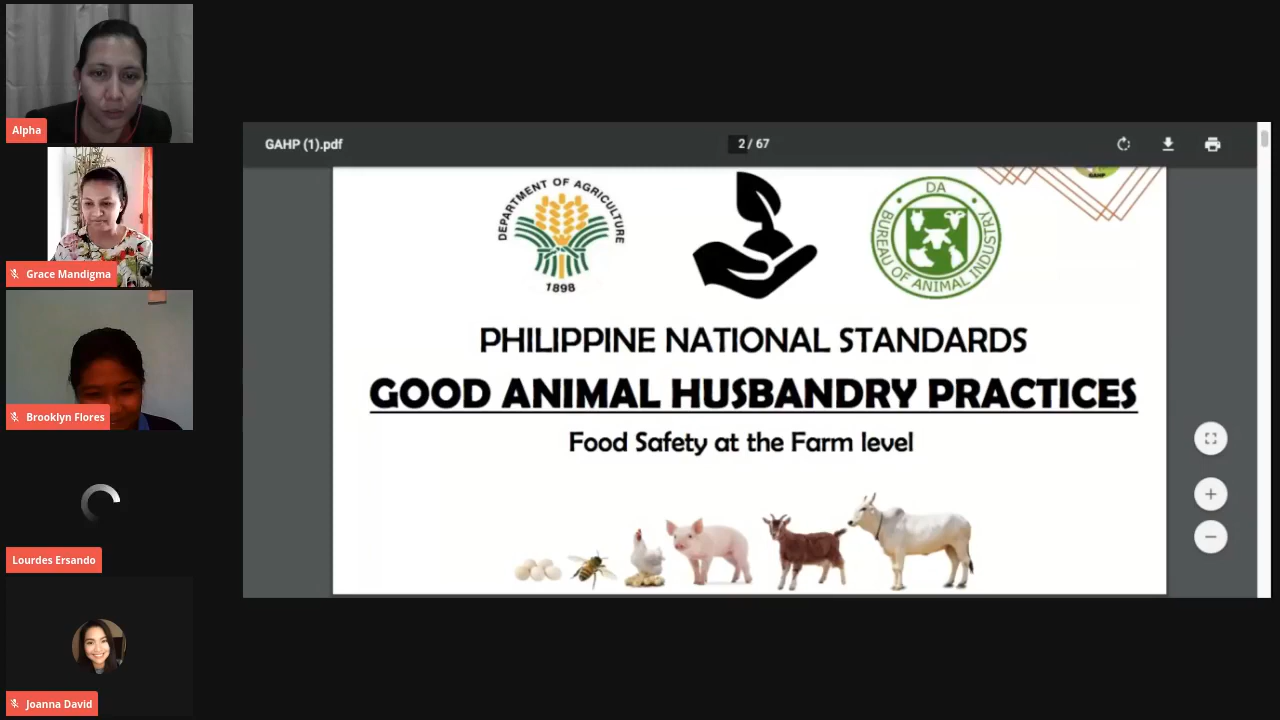 Alpha
Grace Mandigma
Brooklyn Flores
Lourdes Ersando
Joanna David
GAHP (1).pdf
2 / 67
DEPARTMENT OF AGRICULTURE
1898
DA
BUREAU OF ANIMAL INDUSTRY
GAHP
PHILIPPINE NATIONAL STANDARDS
GOOD ANIMAL HUSBANDRY PRACTICES
Food Safety at the Farm level